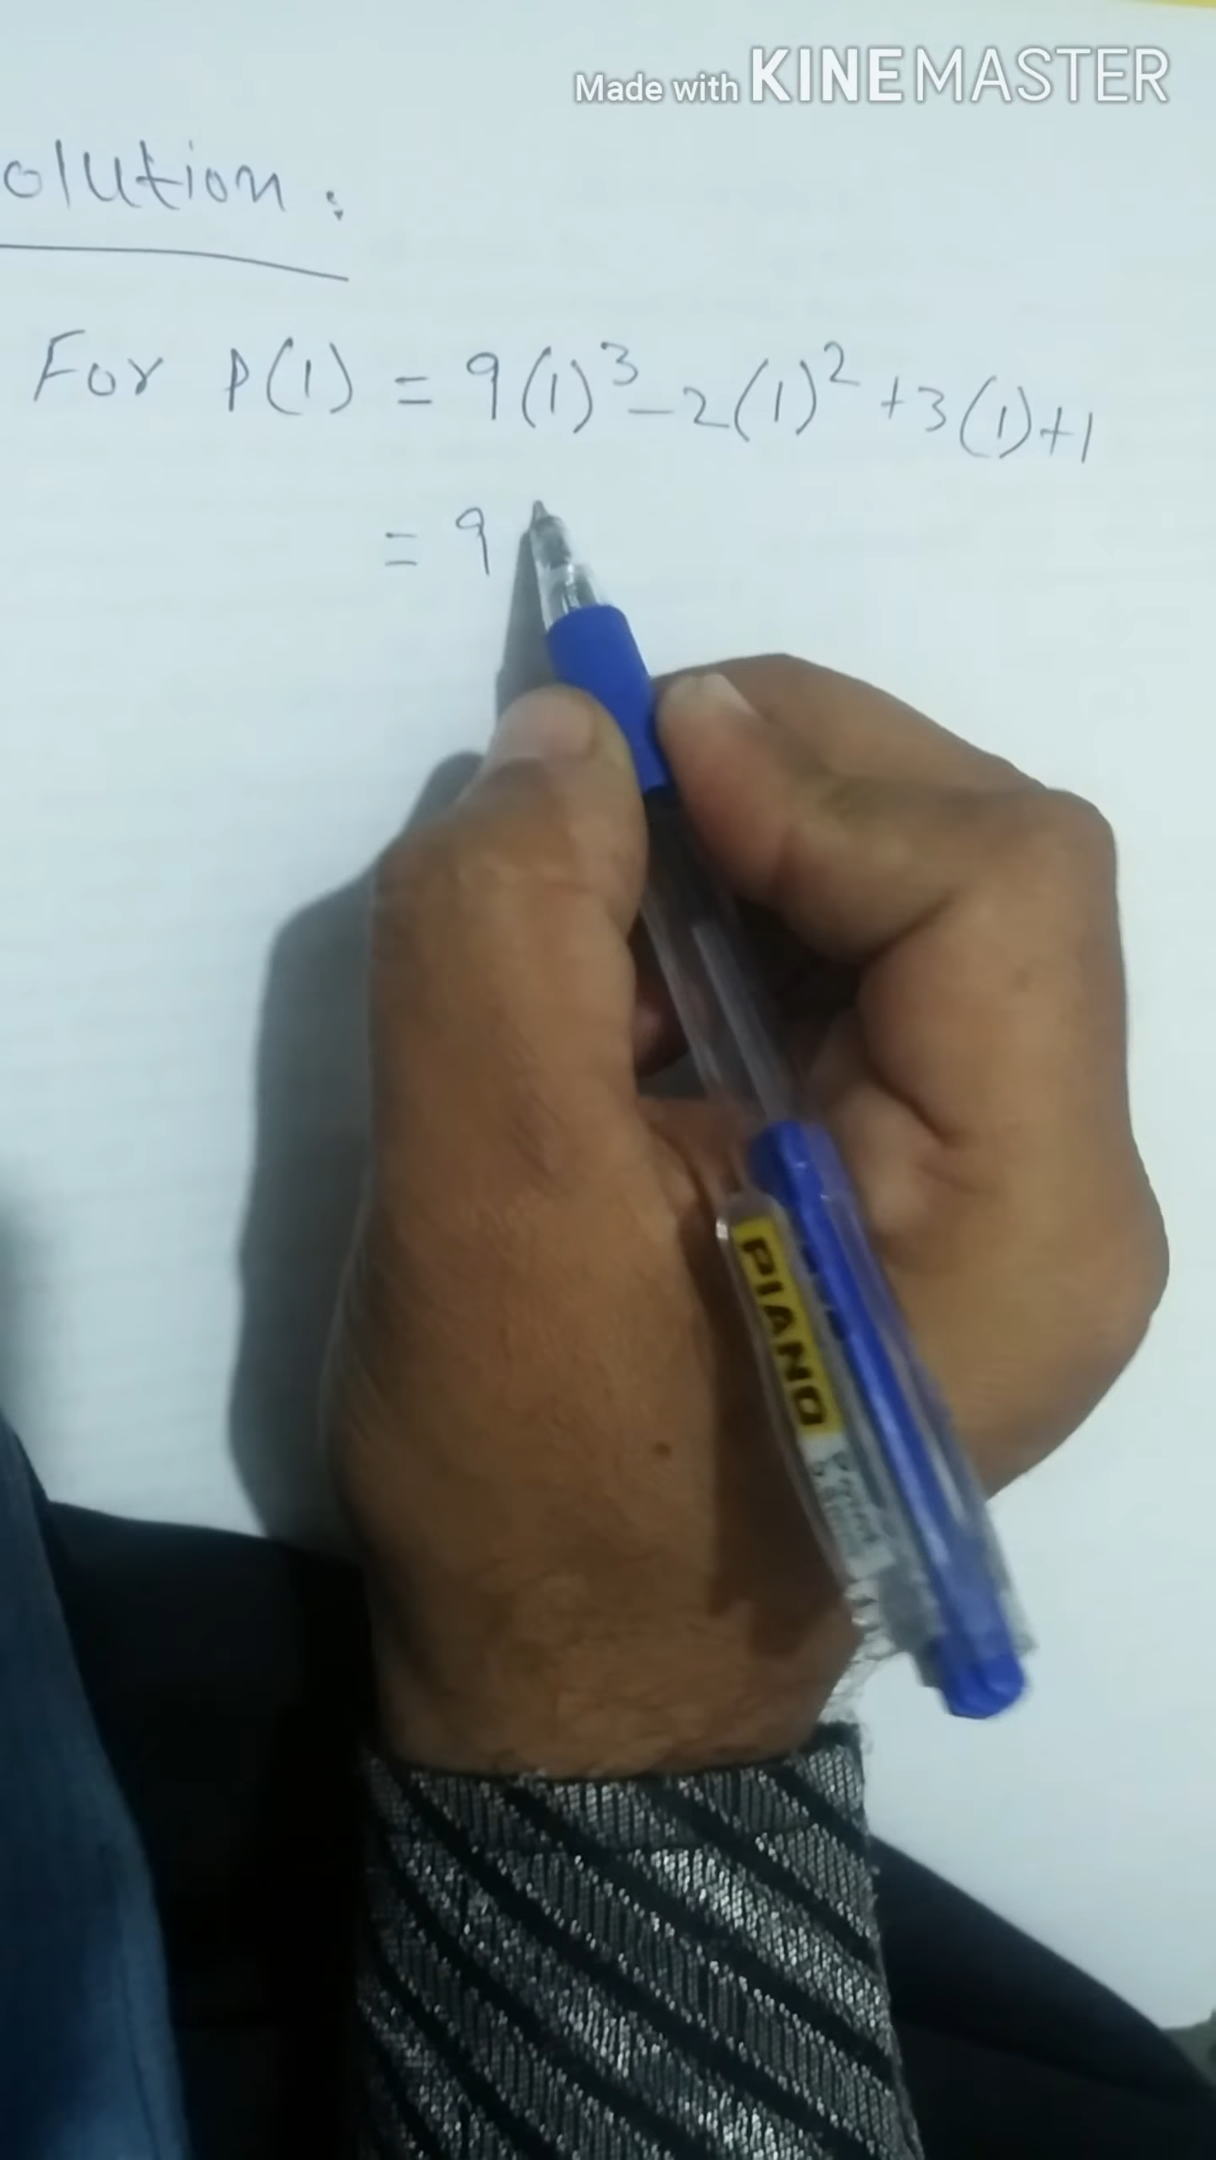 Made with KINEMASTER
olution :
For P(1) = 9(1)³-2(1)²+3(1)+1
= 9
PIANO